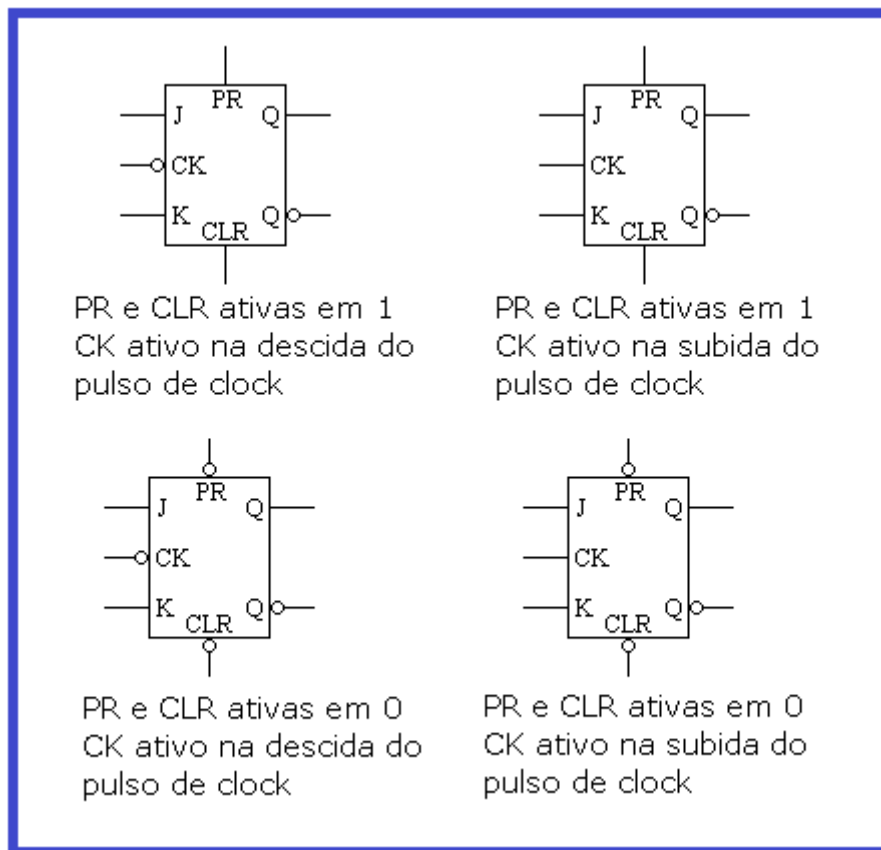 PR
J Q
CK
K Q
CLR
PR e CLR ativas em 1
CK ativo na descida do
pulso de clock
PR
J Q
CK
K Q
CLR
PR e CLR ativas em 1
CK ativo na subida do
pulso de clock
PR
J Q
CK
K Q
CLR
PR e CLR ativas em 0
CK ativo na descida do
pulso de clock
PR
J Q
CK
K Q
CLR
PR e CLR ativas em 0
CK ativo na subida do
pulso de clock